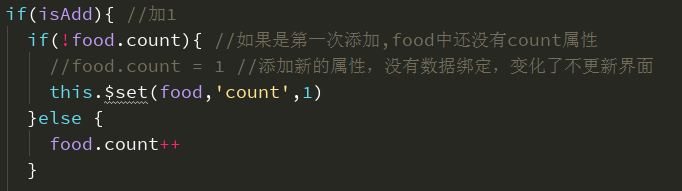 if(isAdd){ //加1
if(!food.count){ //如果是第一次添加,food中还没有count属性
//food.count = 1 //添加新的属性，没有数据绑定，变化了不更新界面
this.$set(food,'count',1)
}else {
food.count++
}